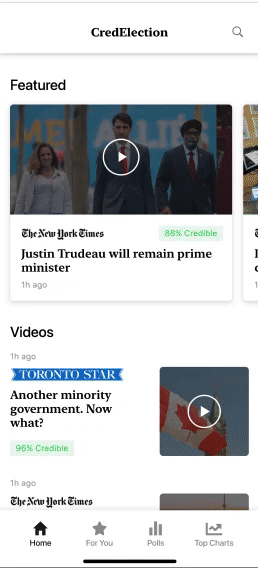 CredElection
Featured
The New York Times
88% Credible
Justin Trudeau will remain prime
minister
1h ago
Videos
1h ago
TORONTO STAR
Another minority
government. Now
what?
96% Credible
1h ago
The New York Times
Home
For You
Polls
Top Charts